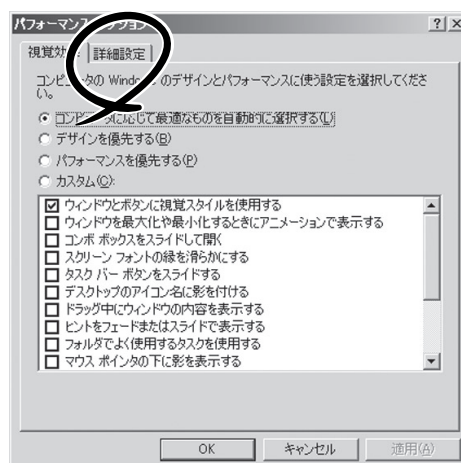 パフォーマンス オプション ? ×
視覚効果 詳細設定
コンピュータの Windows のデザインとパフォーマンスに使う設定を選択してくださ
い。
コンピュータに応じて最適なものを自動的に選択する(L)
デザインを優先する(B)
パフォーマンスを優先する(P)
カスタム(C):
ウィンドウとボタンに視覚スタイルを使用する
ウィンドウを最大化や最小化するときにアニメーションで表示する
コンボ ボックスをスライドして開く
スクリーン フォントの縁を滑らかにする
タスク バー ボタンをスライドする
デスクトップのアイコン名に影を付ける
ドラッグ中にウィンドウの内容を表示する
ヒントをフェードまたはスライドで表示する
フォルダでよく使用するタスクを使用する
マウス ポインタの下に影を表示する
OK キャンセル 適用(A)